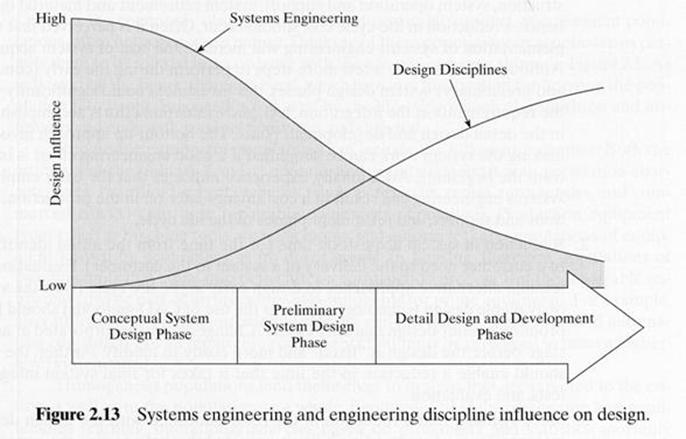 High
Systems Engineering
Design Disciplines
Design Influence
Low
Conceptual System
Design Phase
Preliminary
System Design
Phase
Detail Design and Development
Phase
Figure 2.13 Systems engineering and engineering discipline influence on design.